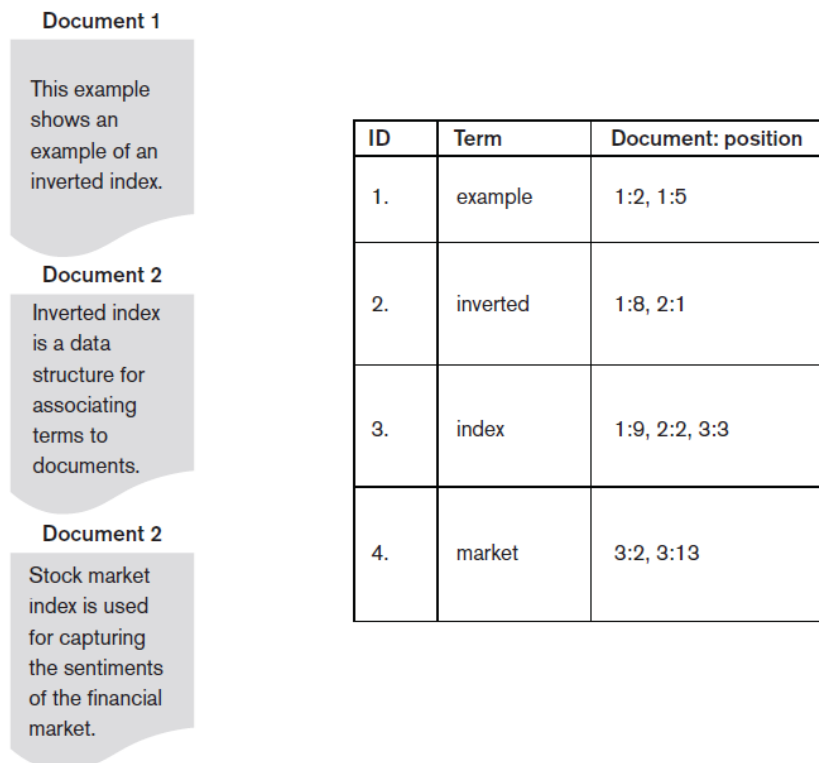 Document 1
This example
shows an
example of an
inverted index.
Document 2
Inverted index
is a data
structure for
associating
terms to
documents.
Document 2
Stock market
index is used
for capturing
the sentiments
of the financial
market.
ID Term Document: position
1. example 1:2, 1:5
2. inverted 1:8, 2:1
3. index 1:9, 2:2, 3:3
4. market 3:2, 3:13